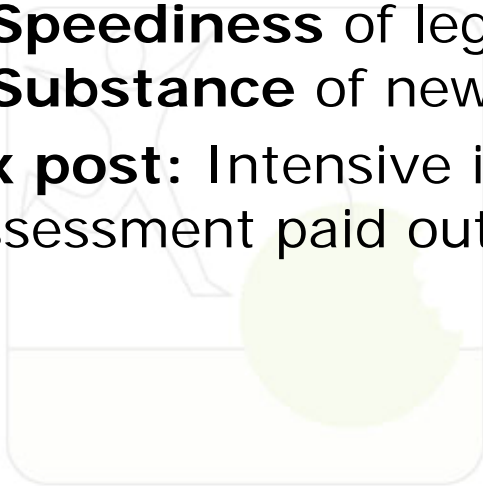 Speediness of leg
Substance of new
x post: Intensive i
ssessment paid out